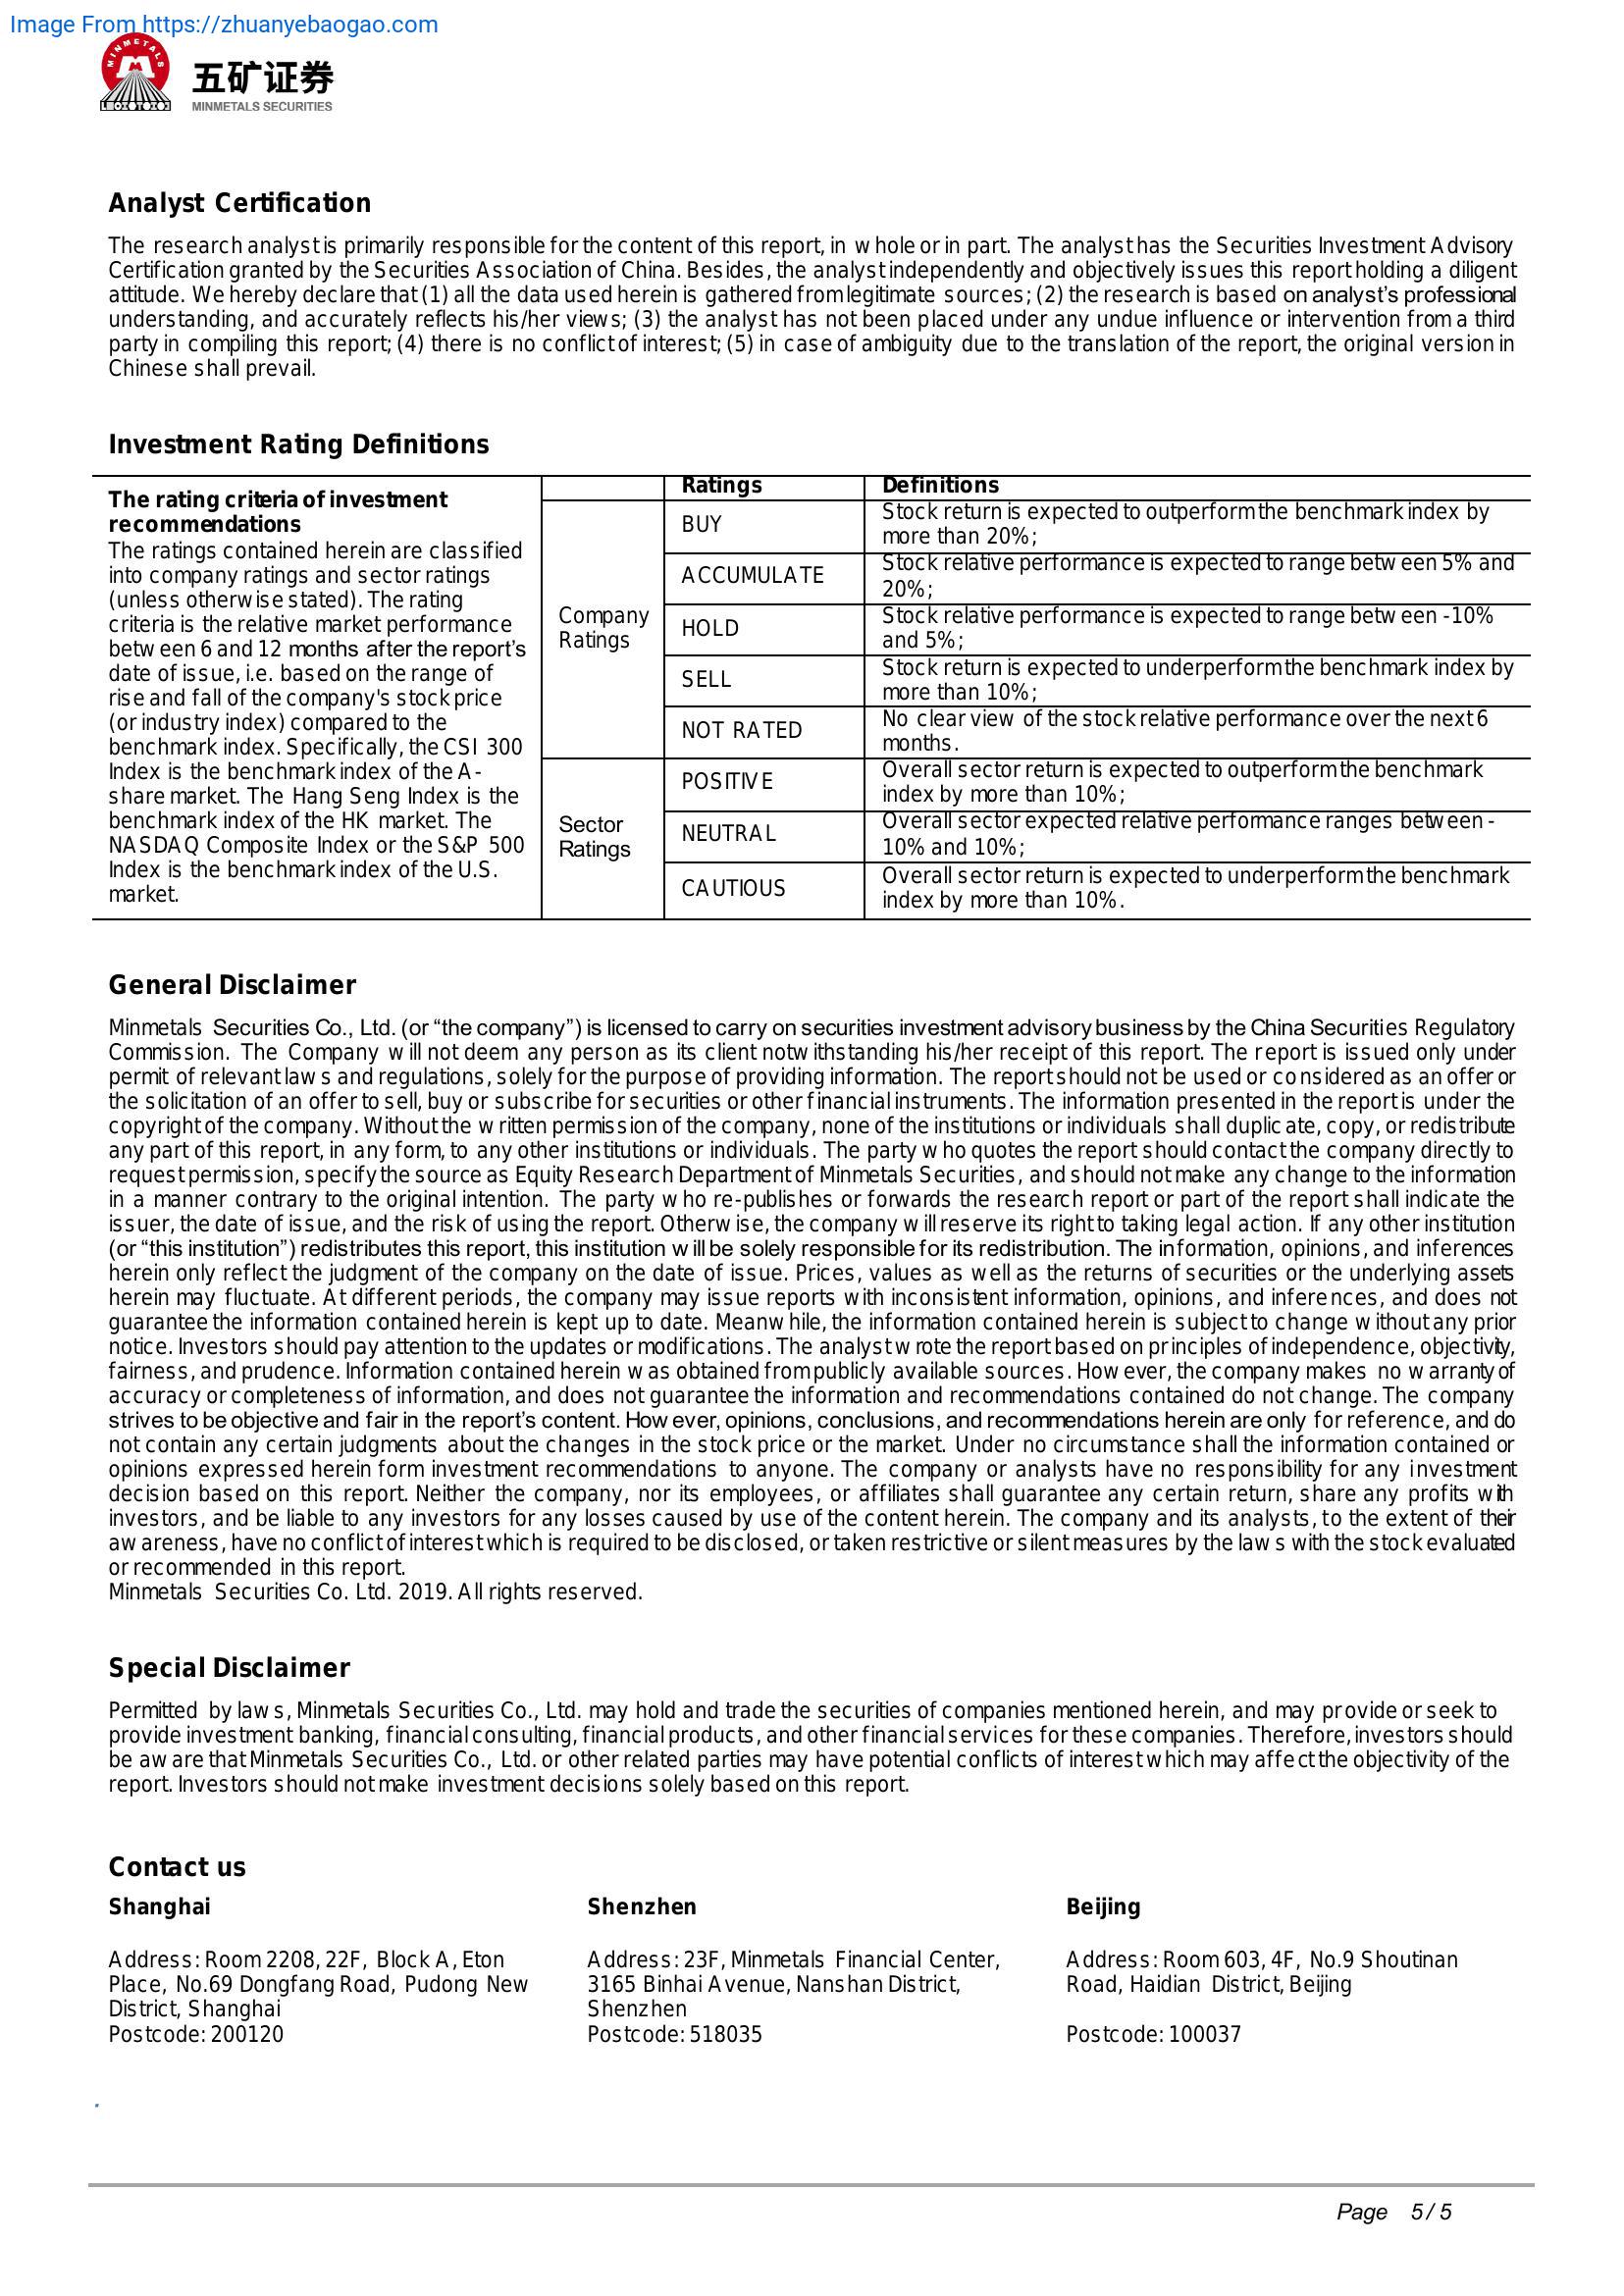 Image From https://zhuanyebaogao.com
MINMETALS
五矿证券
MINMETALS SECURITIES
Analyst Certification
The research analyst is primarily responsible for the content of this report, in whole or in part. The analyst has the Securities Investment Advisory
Certification granted by the Securities Association of China. Besides, the analyst independently and objectively issues this report holding a diligent
attitude. We hereby declare that (1) all the data used herein is gathered from legitimate sources; (2) the research is based on analyst’s professional
understanding, and accurately reflects his/her views; (3) the analyst has not been placed under any undue influence or intervention from a third
party in compiling this report; (4) there is no conflict of interest; (5) in case of ambiguity due to the translation of the report, the original version in
Chinese shall prevail.
Investment Rating Definitions
The rating criteria of investment
recommendations
The ratings contained herein are classified
into company ratings and sector ratings
(unless otherwise stated). The rating
criteria is the relative market performance
between 6 and 12 months after the report’s
date of issue, i.e. based on the range of
rise and fall of the company's stock price
(or industry index) compared to the
benchmark index. Specifically, the CSI 300
Index is the benchmark index of the A-
share market. The Hang Seng Index is the
benchmark index of the HK market. The
NASDAQ Composite Index or the S&P 500
Index is the benchmark index of the U.S.
market.
Ratings
Definitions
Company
Ratings
BUY
Stock return is expected to outperform the benchmark index by
more than 20%;
ACCUMULATE
Stock relative performance is expected to range between 5% and
20%;
HOLD
Stock relative performance is expected to range between -10%
and 5%;
SELL
Stock return is expected to underperform the benchmark index by
more than 10%;
NOT RATED
No clear view of the stock relative performance over the next 6
months.
Sector
Ratings
POSITIVE
Overall sector return is expected to outperform the benchmark
index by more than 10%;
NEUTRAL
Overall sector expected relative performance ranges between -
10% and 10%;
CAUTIOUS
Overall sector return is expected to underperform the benchmark
index by more than 10%.
General Disclaimer
Minmetals Securities Co., Ltd. (or “the company”) is licensed to carry on securities investment advisory business by the China Securities Regulatory
Commission. The Company will not deem any person as its client notwithstanding his/her receipt of this report. The report is issued only under
permit of relevant laws and regulations, solely for the purpose of providing information. The report should not be used or considered as an offer or
the solicitation of an offer to sell, buy or subscribe for securities or other financial instruments. The information presented in the report is under the
copyright of the company. Without the written permission of the company, none of the institutions or individuals shall duplicate, copy, or redistribute
any part of this report, in any form, to any other institutions or individuals. The party who quotes the report should contact the company directly to
request permission, specify the source as Equity Research Department of Minmetals Securities, and should not make any change to the information
in a manner contrary to the original intention. The party who re-publishes or forwards the research report or part of the report shall indicate the
issuer, the date of issue, and the risk of using the report. Otherwise, the company will reserve its right to taking legal action. If any other institution
(or “this institution”) redistributes this report, this institution will be solely responsible for its redistribution. The information, opinions, and inferences
herein only reflect the judgment of the company on the date of issue. Prices, values as well as the returns of securities or the underlying assets
herein may fluctuate. At different periods, the company may issue reports with inconsistent information, opinions, and inferences, and does not
guarantee the information contained herein is kept up to date. Meanwhile, the information contained herein is subject to change without any prior
notice. Investors should pay attention to the updates or modifications. The analyst wrote the report based on principles of independence, objectivity,
fairness, and prudence. Information contained herein was obtained from publicly available sources. However, the company makes no warranty of
accuracy or completeness of information, and does not guarantee the information and recommendations contained do not change. The company
strives to be objective and fair in the report’s content. However, opinions, conclusions, and recommendations herein are only for reference, and do
not contain any certain judgments about the changes in the stock price or the market. Under no circumstance shall the information contained or
opinions expressed herein form investment recommendations to anyone. The company or analysts have no responsibility for any investment
decision based on this report. Neither the company, nor its employees, or affiliates shall guarantee any certain return, share any profits with
investors, and be liable to any investors for any losses caused by use of the content herein. The company and its analysts, to the extent of their
awareness, have no conflict of interest which is required to be disclosed, or taken restrictive or silent measures by the laws with the stock evaluated
or recommended in this report.
Minmetals Securities Co. Ltd. 2019. All rights reserved.
Special Disclaimer
Permitted by laws, Minmetals Securities Co., Ltd. may hold and trade the securities of companies mentioned herein, and may provide or seek to
provide investment banking, financial consulting, financial products, and other financial services for these companies. Therefore, investors should
be aware that Minmetals Securities Co., Ltd. or other related parties may have potential conflicts of interest which may affect the objectivity of the
report. Investors should not make investment decisions solely based on this report.
Contact us
Shanghai
Address: Room 2208, 22F, Block A, Eton
Place, No.69 Dongfang Road, Pudong New
District, Shanghai
Postcode: 200120
Shenzhen
Address: 23F, Minmetals Financial Center,
3165 Binhai Avenue, Nanshan District,
Shenzhen
Postcode: 518035
Beijing
Address: Room 603, 4F, No.9 Shoutinan
Road, Haidian District, Beijing
Postcode: 100037
Page 5 / 5